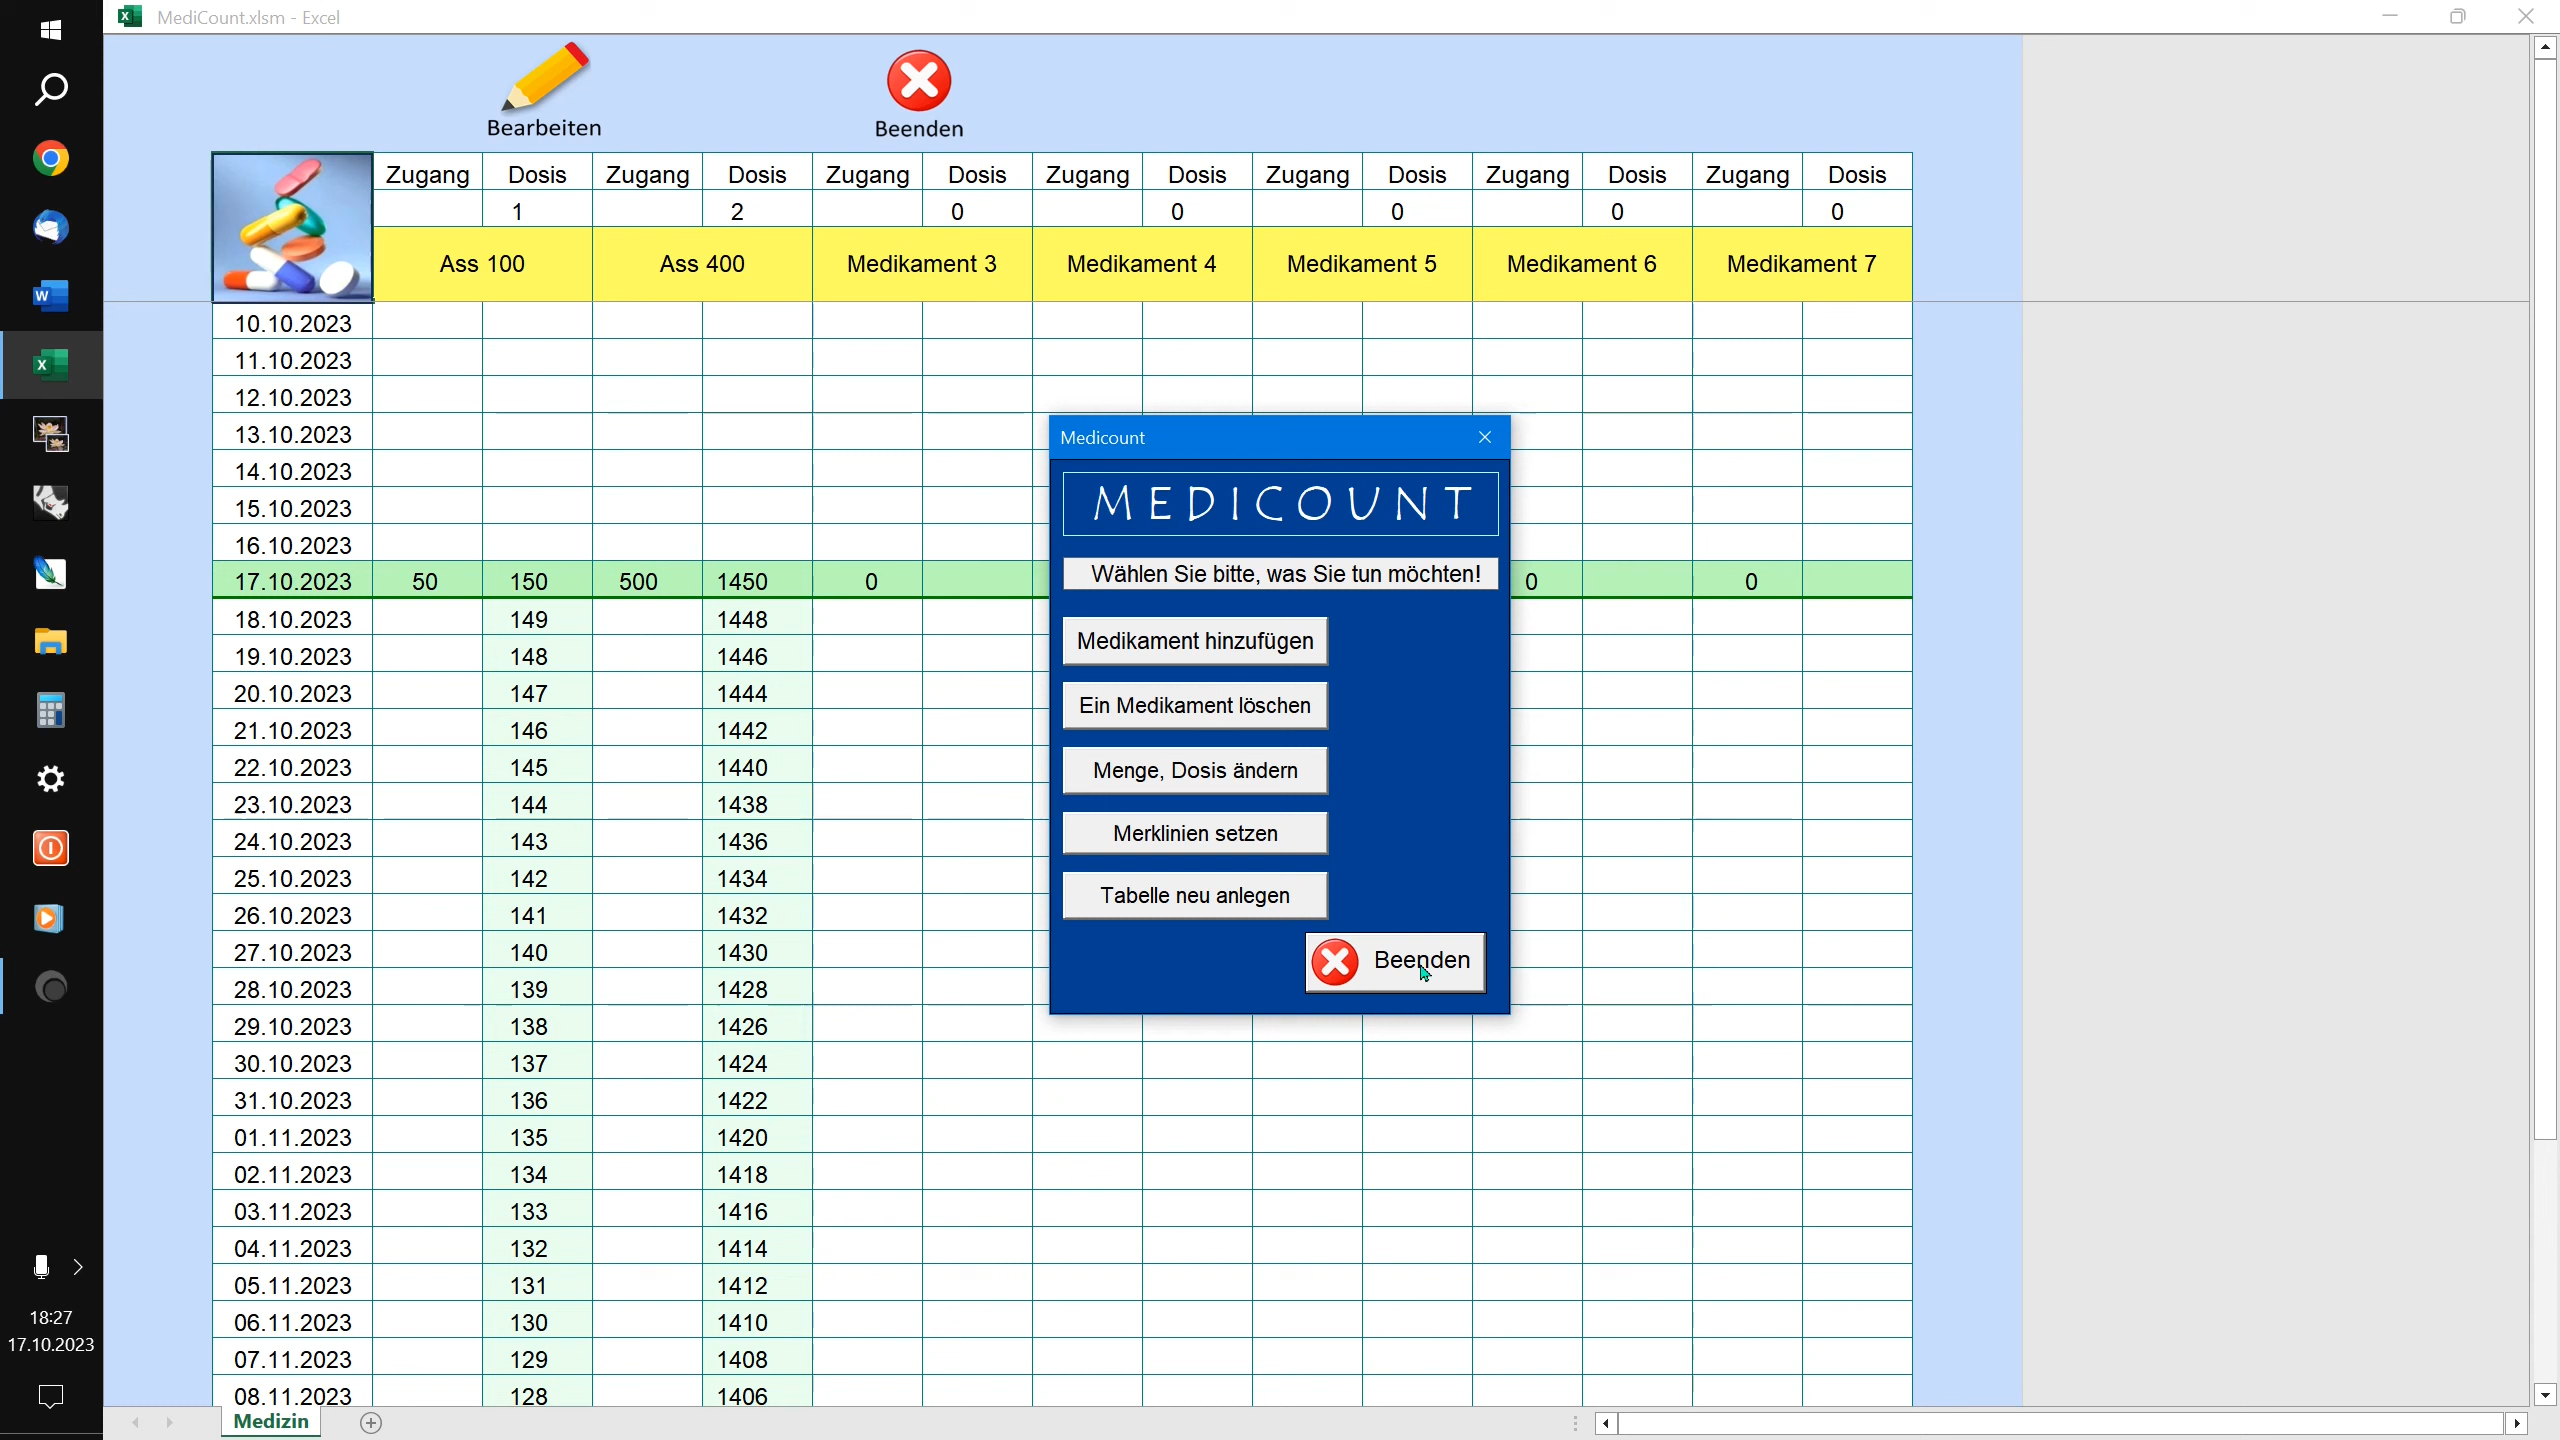 MediCount.xlsm - Excel
Bearbeiten
Beenden
Zugang Dosis Zugang Dosis Zugang Dosis Zugang Dosis Zugang Dosis Zugang Dosis Zugang Dosis
1 2 0 0 0 0 0
Ass 100 Ass 400 Medikament 3 Medikament 4 Medikament 5 Medikament 6 Medikament 7
10.10.2023
11.10.2023
12.10.2023
13.10.2023
14.10.2023
15.10.2023
16.10.2023
17.10.2023 50 150 500 1450 0 0 0
18.10.2023 149 1448
19.10.2023 148 1446
20.10.2023 147 1444
21.10.2023 146 1442
22.10.2023 145 1440
23.10.2023 144 1438
24.10.2023 143 1436
25.10.2023 142 1434
26.10.2023 141 1432
27.10.2023 140 1430
28.10.2023 139 1428
29.10.2023 138 1426
30.10.2023 137 1424
31.10.2023 136 1422
01.11.2023 135 1420
02.11.2023 134 1418
03.11.2023 133 1416
04.11.2023 132 1414
05.11.2023 131 1412
06.11.2023 130 1410
07.11.2023 129 1408
08.11.2023 128 1406
Medicount
MEDICOUNT
Wählen Sie bitte, was Sie tun möchten!
Medikament hinzufügen
Ein Medikament löschen
Menge, Dosis ändern
Merklinien setzen
Tabelle neu anlegen
Beenden
Medizin
18:27
17.10.2023